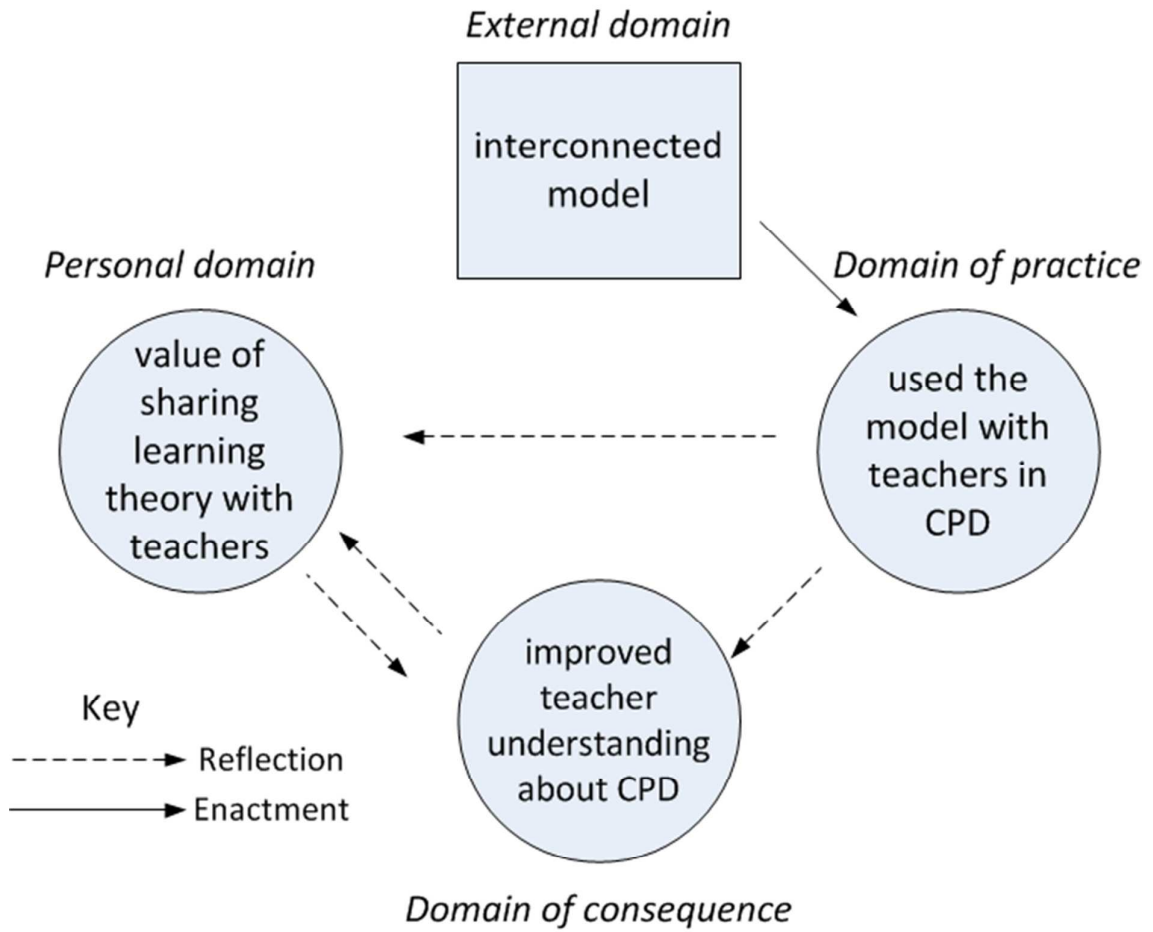 External domain
interconnected
model
Personal domain
Domain of practice
value of
sharing
learning
theory with
teachers
used the
model with
teachers in
CPD
improved
teacher
understanding
about CPD
Key
Reflection
Enactment
Domain of consequence